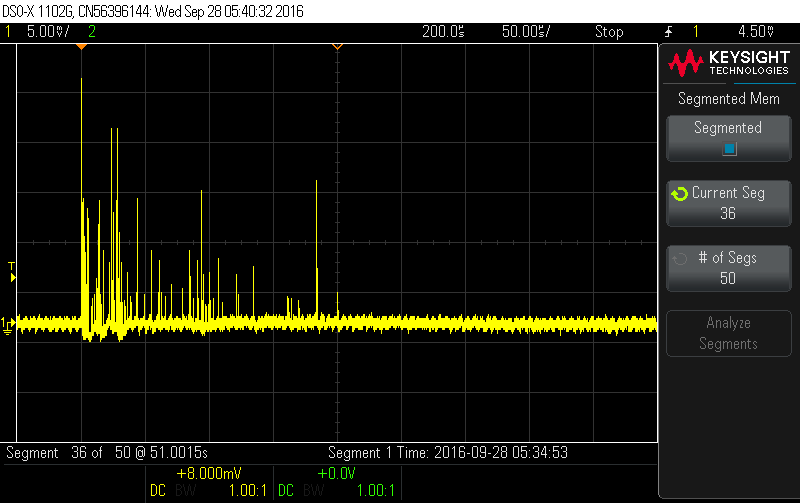 DSO-X 1102G, CN56396144: Wed Sep 28 05:40:32 2016
1 5.00V/ 2 200.0s 50.00s/ Stop 1 4.50V
KEYSIGHT
TECHNOLOGIES
Segmented Mem
Segmented
Current Seg
36
# of Segs
50
Analyze
Segments
T
1
Segment 36 of 50 @ 51.0015s Segment 1 Time: 2016-09-28 05:34:53
+8.000mV +0.0V
DC BW 1.00:1 DC BW 1.00:1